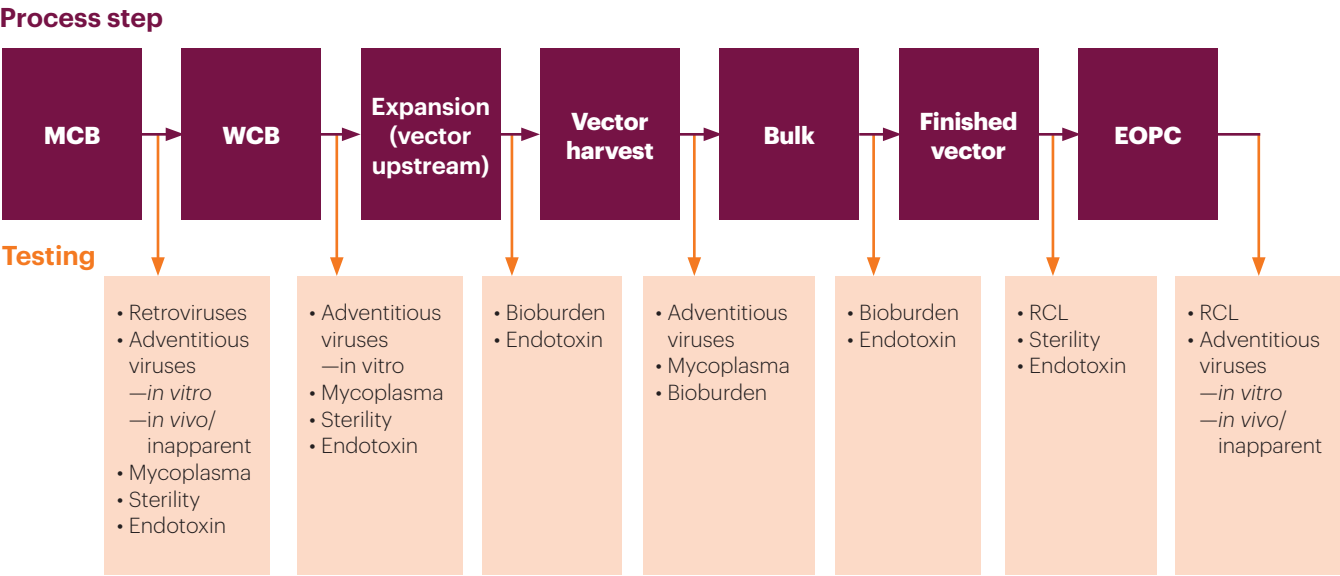 Process step
MCB
WCB
Expansion
(vector
upstream)
Vector
harvest
Bulk
Finished
vector
EOPC
Testing
• Retroviruses
• Adventitious
viruses
—in vitro
—in vivo/
inapparent
• Mycoplasma
• Sterility
• Endotoxin
• Adventitious
viruses
—in vitro
• Mycoplasma
• Sterility
• Endotoxin
• Bioburden
• Endotoxin
• Adventitious
viruses
• Mycoplasma
• Bioburden
• Bioburden
• Endotoxin
• RCL
• Sterility
• Endotoxin
• RCL
• Adventitious
viruses
—in vitro
—in vivo/
inapparent